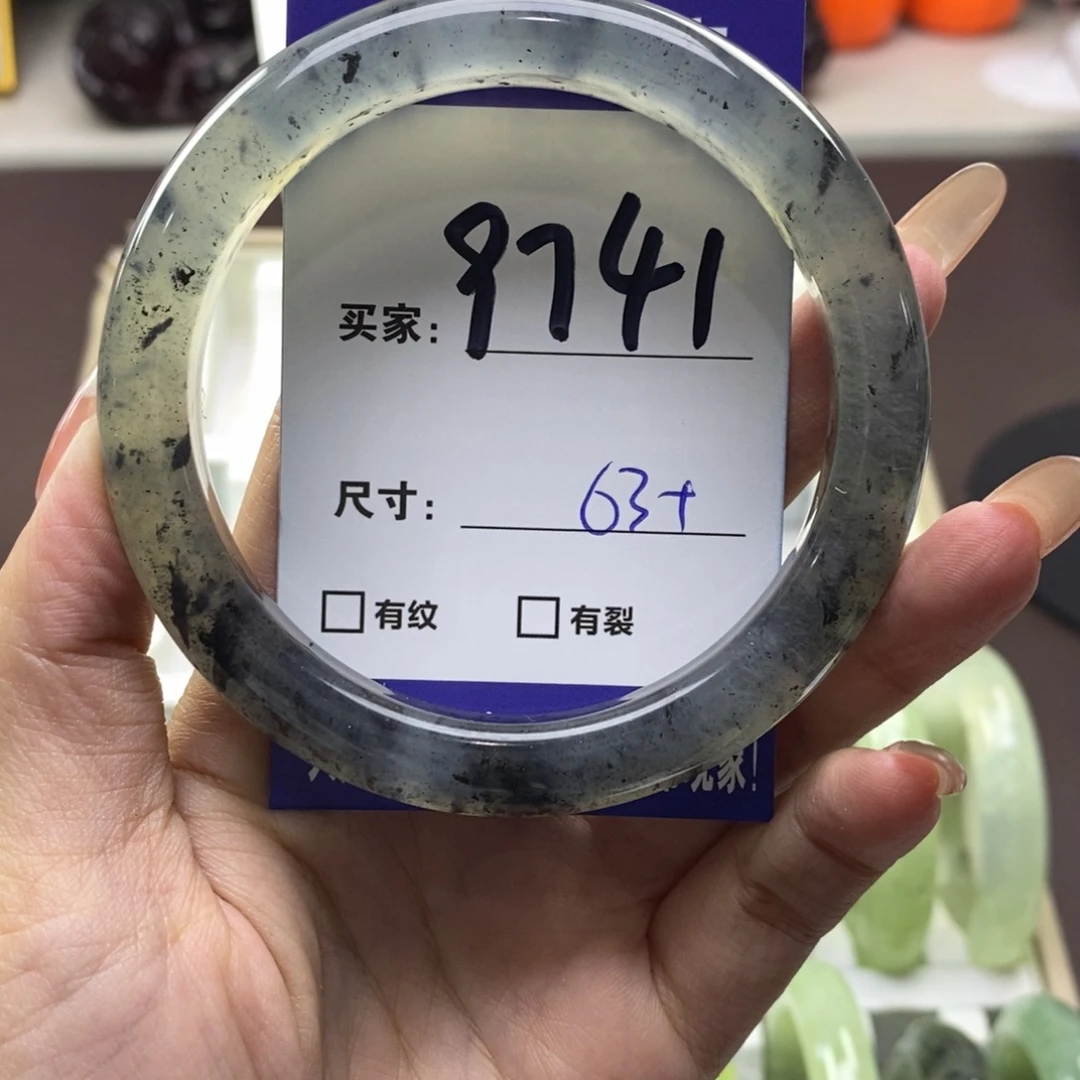 买家: 9741
尺寸: 63+
□ 有纹 □ 有裂